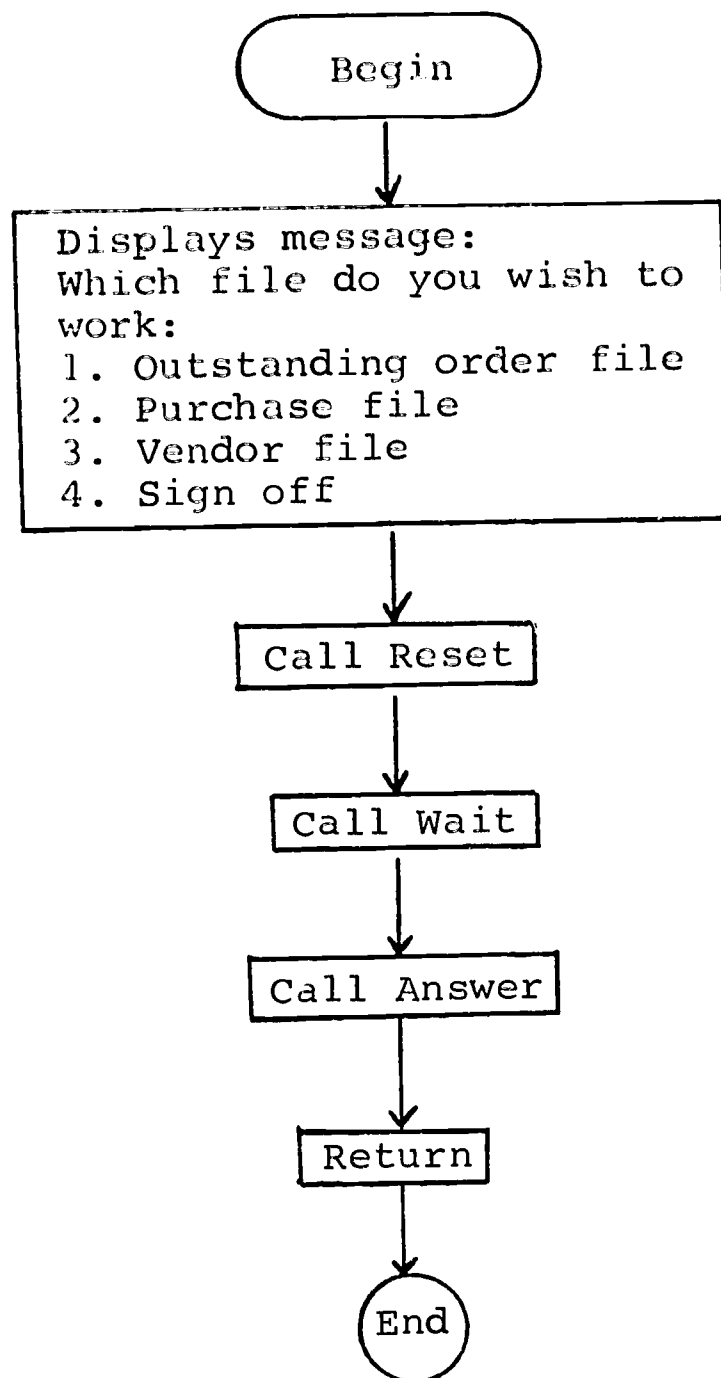 Begin
Displays message:
Which file do you wish to
work:
1. Outstanding order file
2. Purchase file
3. Vendor file
4. Sign off
Call Reset
Call Wait
Call Answer
Return
End